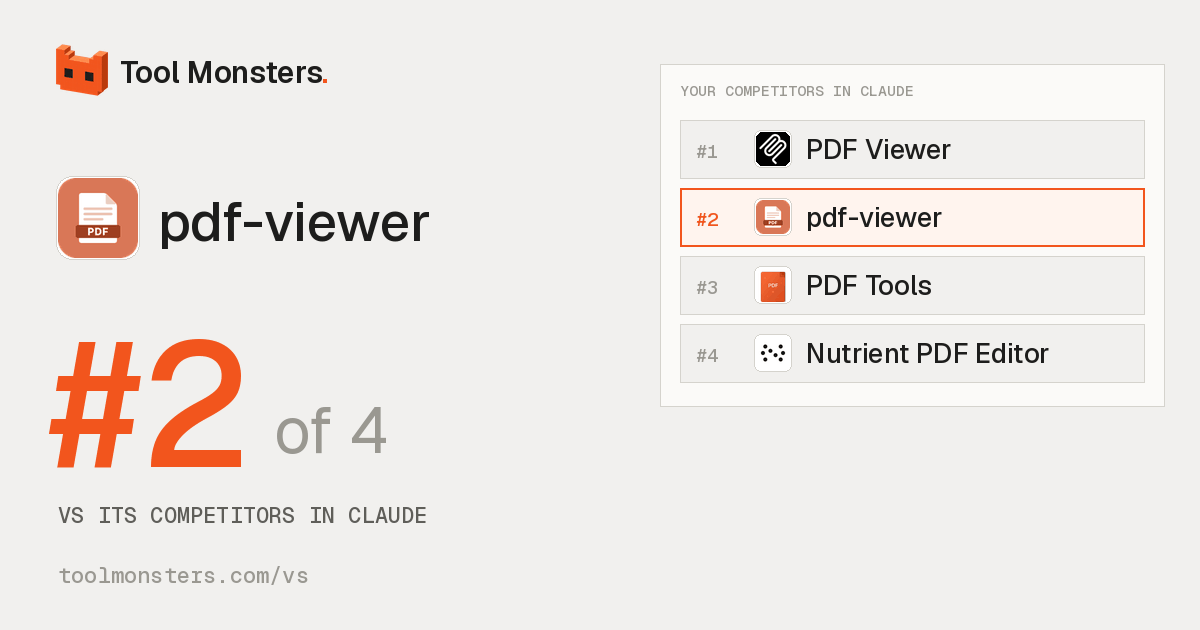 Tool Monsters.
pdf-viewer
PDF
#2 of 4
VS ITS COMPETITORS IN CLAUDE
toolmonsters.com/vs
YOUR COMPETITORS IN CLAUDE
#1 PDF Viewer
#2 PDF pdf-viewer
#3 PDF PDF Tools
#4 Nutrient PDF Editor